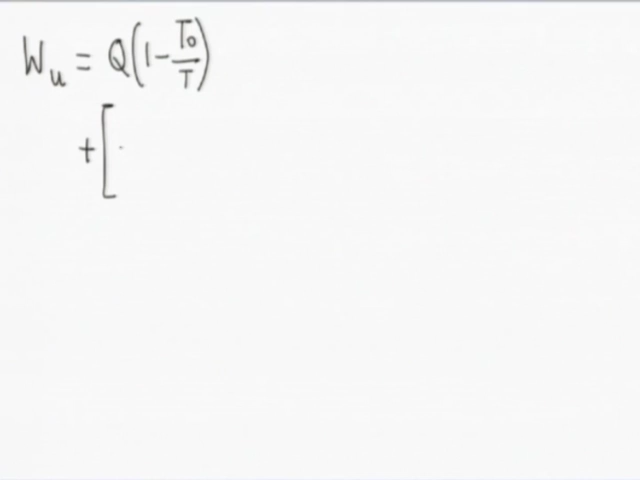 W_u = Q(1 - T_0/T)
+ [